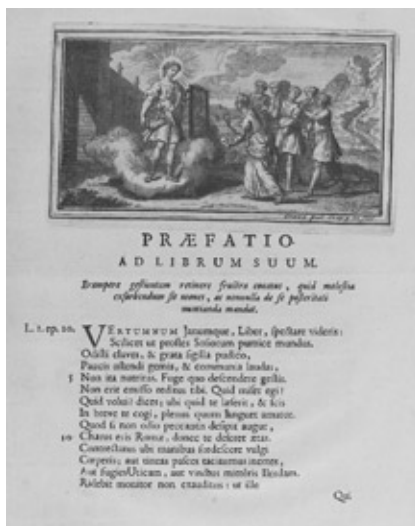 PRÆFATIO
AD LIBRUM SUUM.
Erumpere gestientem retinere frustra conatus, quid molestiæ
exsorbendum sit monet, ac nonnulla de se posteritati
nuntianda mandat.
L. 1. ep. 20. VERTUMNUM Janumque, Liber, spectare videris:
Scilicet ut prostes Sosiorum pumice mundus.
Odisti claves, & grata sigilla pudico,
Paucis ostendi gemis, & communia laudas,
5 Non ita nutritus. Fuge quo descendere gestis.
Non erit emisso reditus tibi. Quid miser egi?
Quid volui? dices; ubi quid te læserit, & scis
In breve te cogi, plenus quum languet amator.
Quod si non odio peccantis desipit augur,
10 Charus eris Romæ, donec te deserat ætas.
Contrectatus ubi manibus sordescere vulgi
Cœperis; aut tineas pasces taciturnus inertes,
Aut fugies Uticam, aut vinctus mitteris Ilerdam.
Ridebit monitor non exauditus: ut ille
Qui